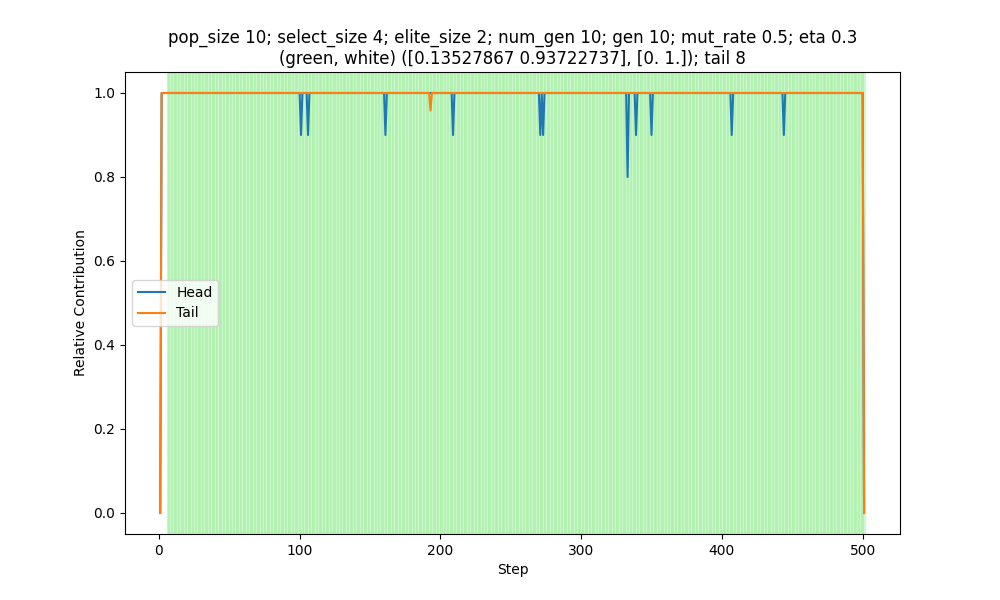 pop_size 10; select_size 4; elite_size 2; num_gen 10; gen 10; mut_rate 0.5; eta 0.3
(green, white) ([0.13527867 0.93722737], [0. 1.]); tail 8
1.0
0.8
0.6
0.4
0.2
0.0
Relative Contribution
Head
Tail
0 100 200 300 400 500
Step